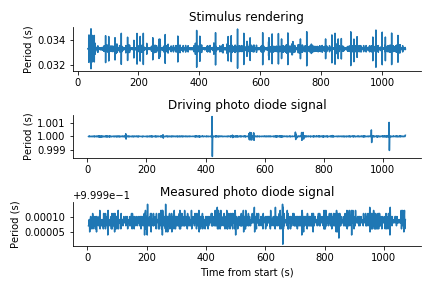 Stimulus rendering
Period (s)
0.034
0.032
0 200 400 600 800 1000
Driving photo diode signal
Period (s)
1.001
1.000
0.999
0 200 400 600 800 1000
+9.999e−1
Measured photo diode signal
Period (s)
0.00010
0.00005
0 200 400 600 800 1000
Time from start (s)